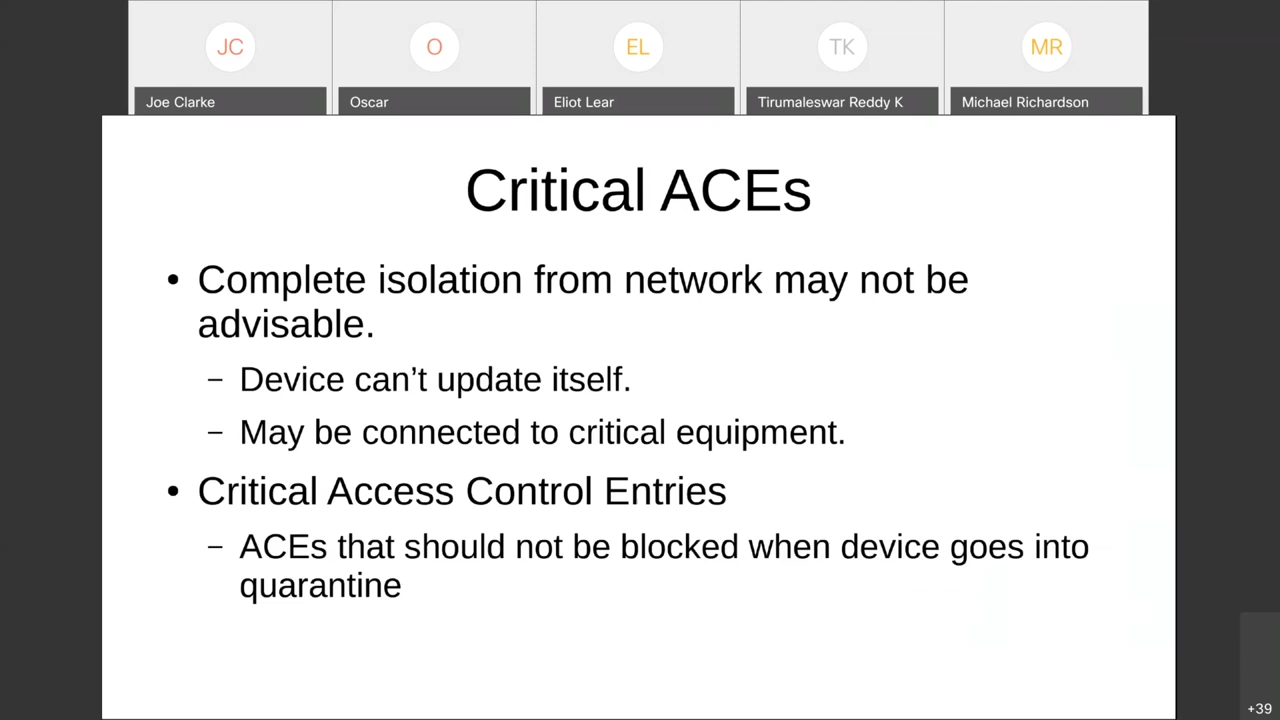 JC
O
EL
TK
MR
Joe Clarke
Oscar
Eliot Lear
Tirumaleswar Reddy K
Michael Richardson
Critical ACEs
• Complete isolation from network may not be
advisable.
– Device can’t update itself.
– May be connected to critical equipment.
• Critical Access Control Entries
– ACEs that should not be blocked when device goes into
quarantine
+39